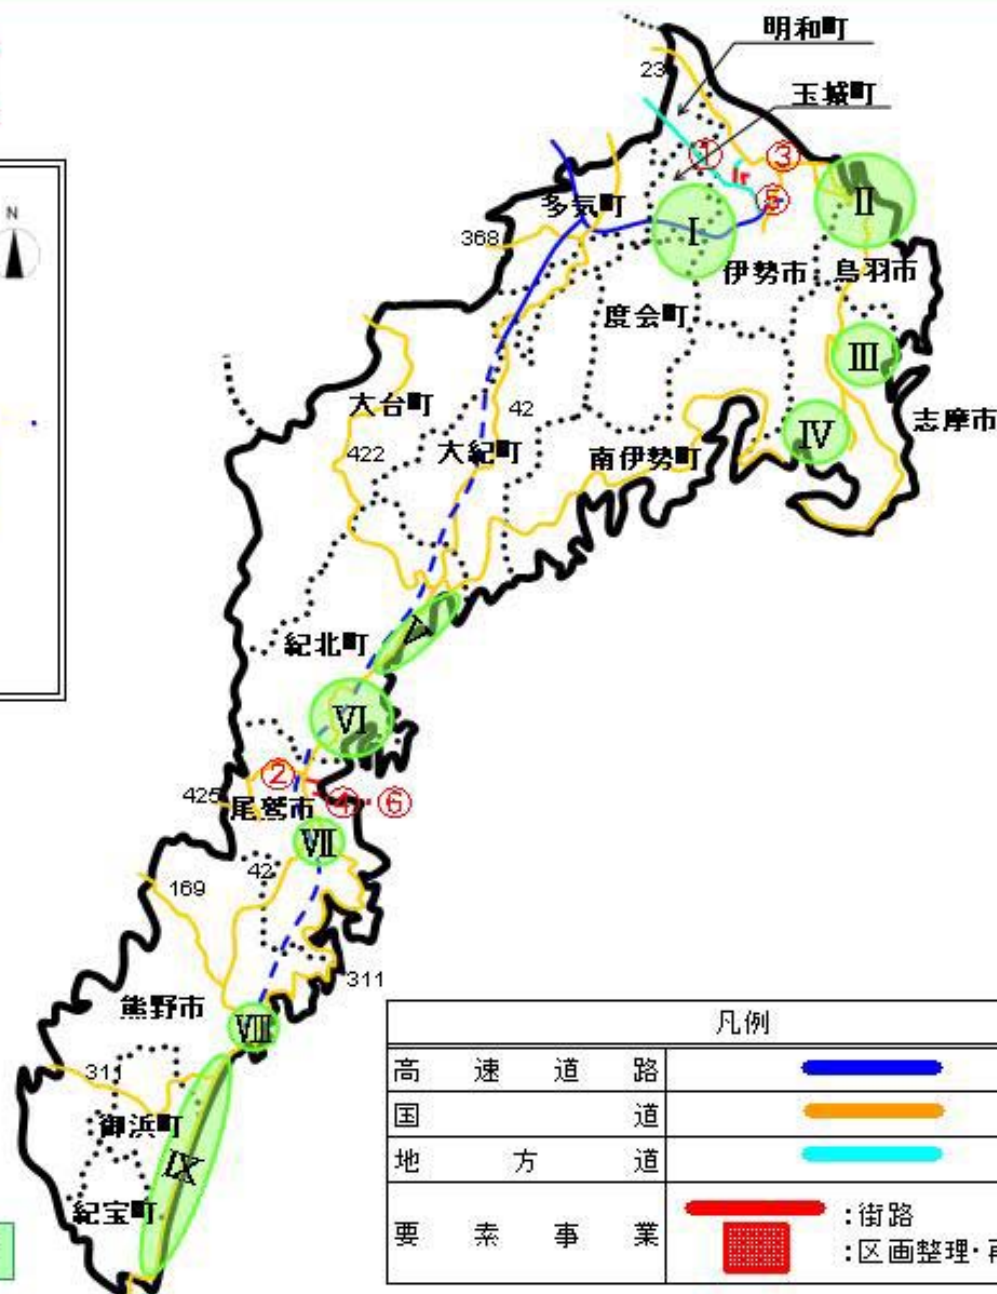 明和町
23
玉城町
N
①
③
Ir
⑤
多気町
Ⅱ
368
Ⅰ
伊勢市
鳥羽市
度会町
Ⅲ
大台町
42
志摩市
422
大紀町
南伊勢町
Ⅳ
Ⅴ
紀北町
Ⅵ
②
425
尾鷲市
④
⑥
Ⅶ
42
169
311
熊野市
Ⅷ
311
御浜町
Ⅸ
紀宝町
凡例
高速道路
国道
地方道
要素事業
:街路
:区画整理・再